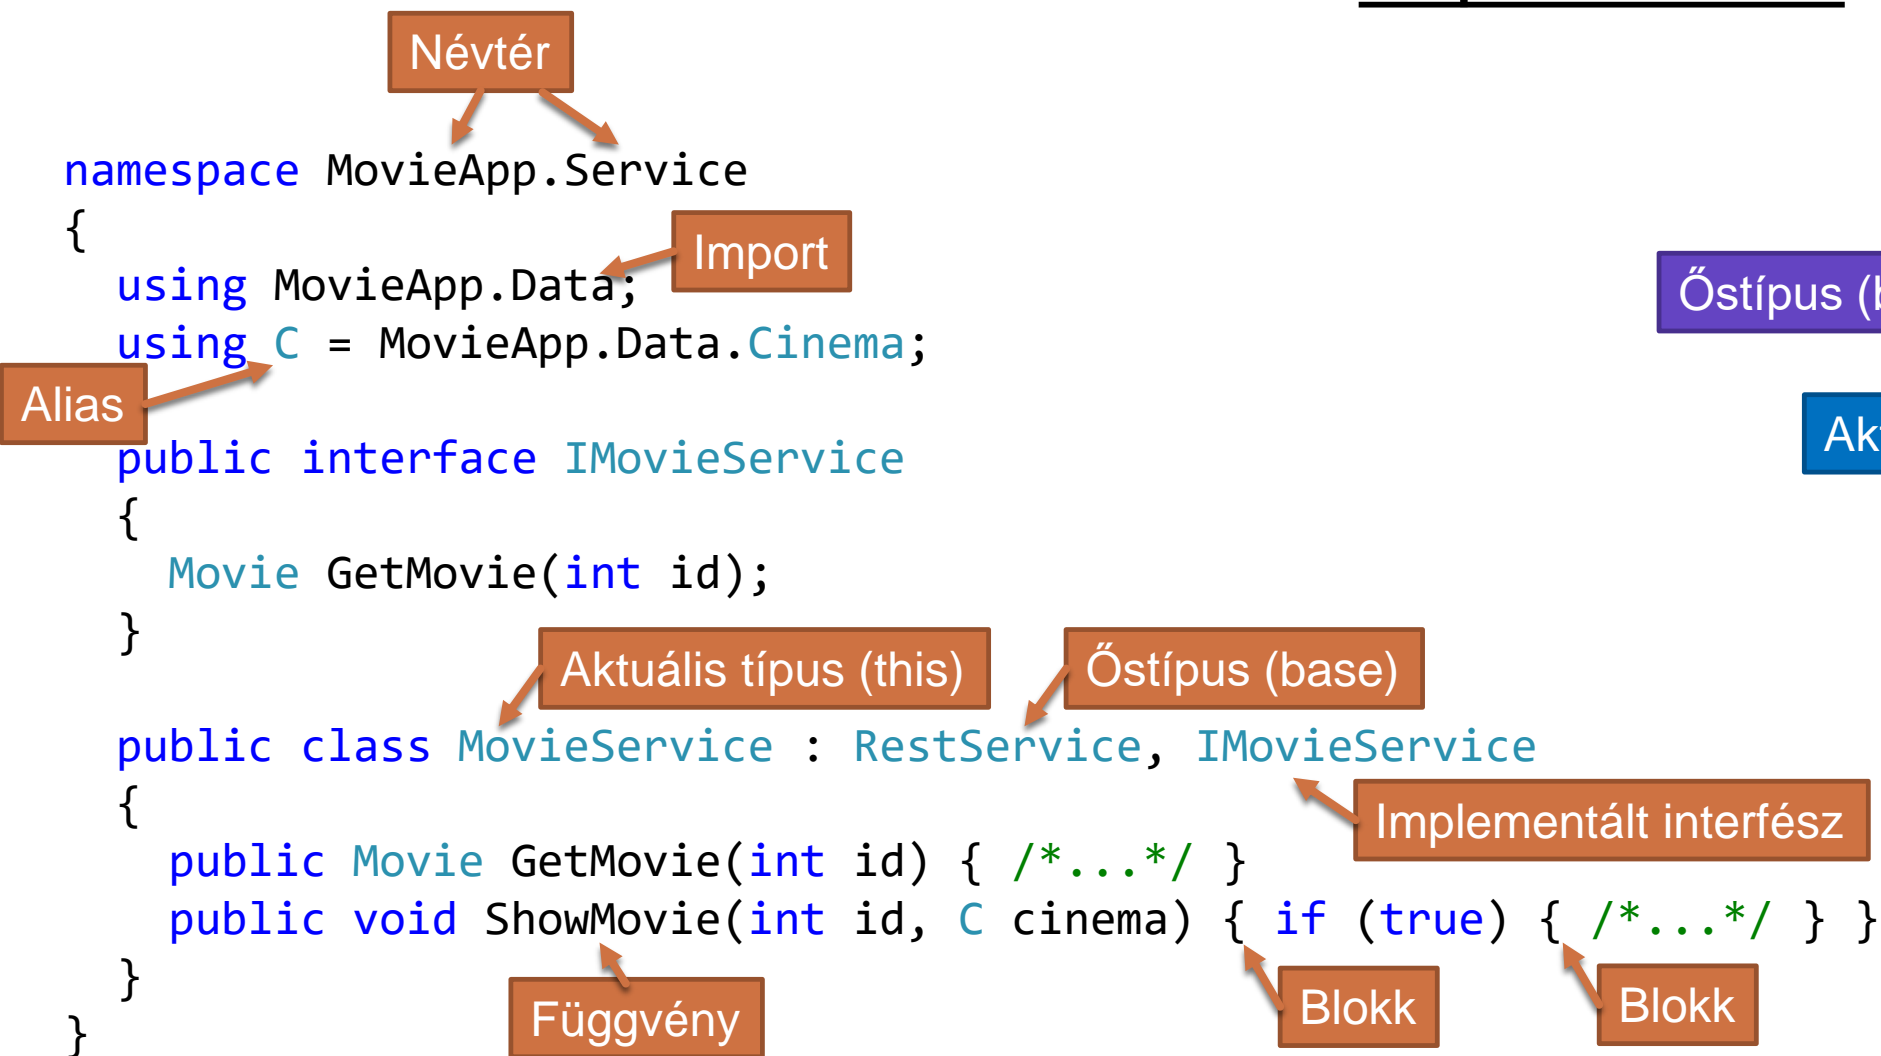 Névtér
namespace MovieApp.Service
{
Import
using MovieApp.Data;
Őstípus
using C = MovieApp.Data.Cinema;
Alias
public interface IMovieService
{
Movie GetMovie(int id);
}
Aktuális típus (this)
Őstípus (base)
public class MovieService : RestService, IMovieService
{
Implementált interfész
public Movie GetMovie(int id) { /*...*/ }
public void ShowMovie(int id, C cinema) { if (true) { /*...*/ } }
}
Függvény
Blokk
Blokk
}